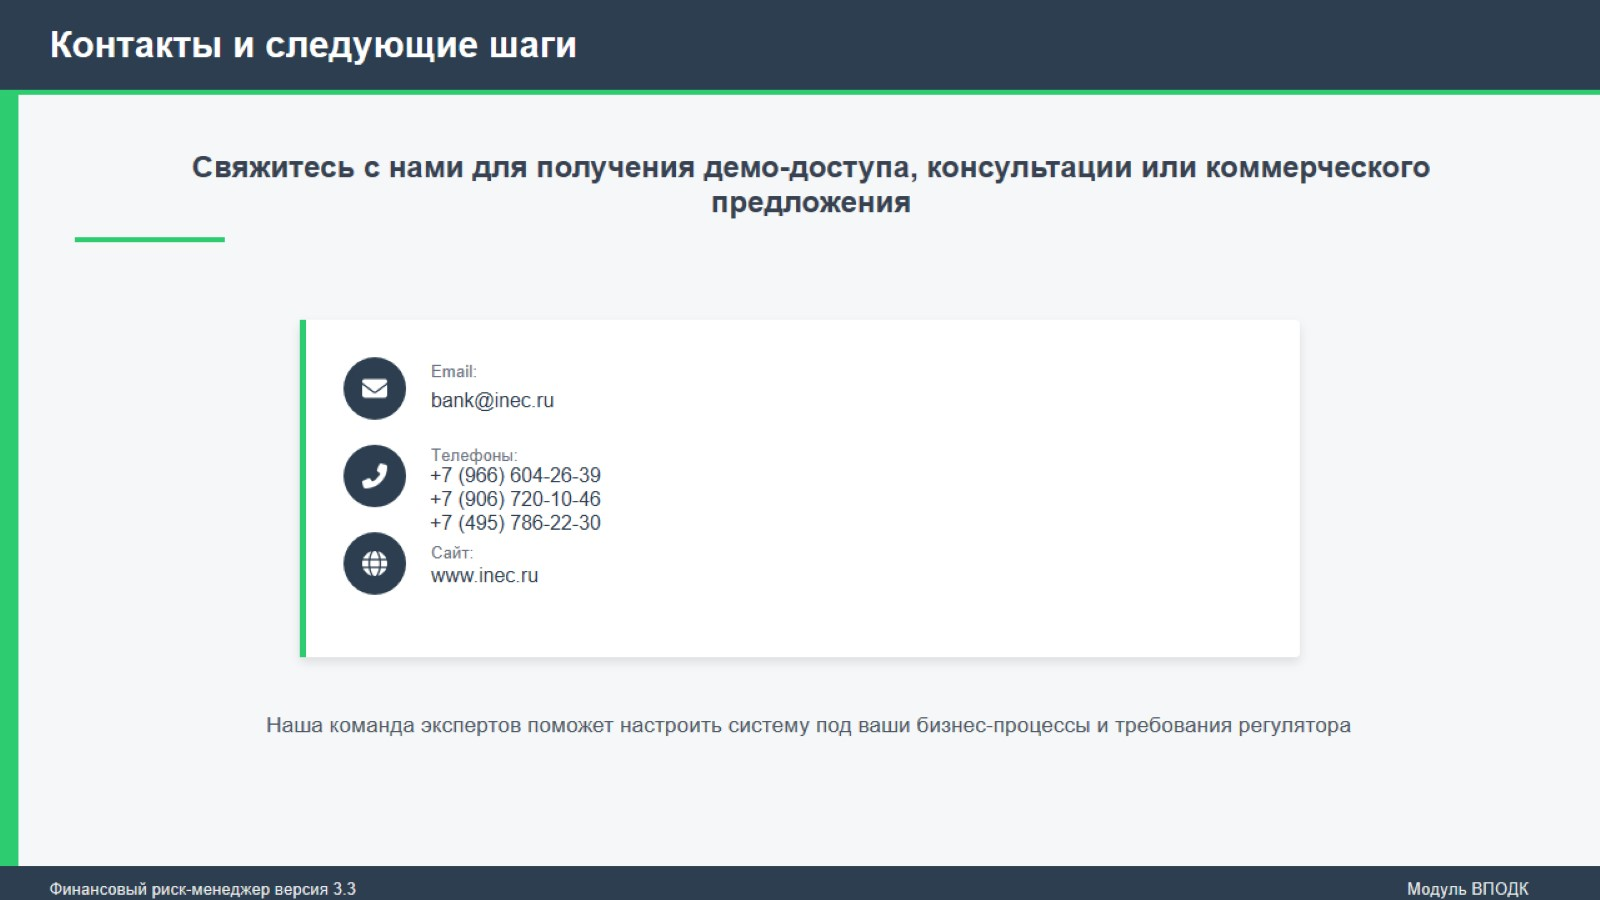 Контакты и следующие шаги
Свяжитесь с нами для получения демо-доступа, консультации или коммерческого
предложения
Email:
bank@inec.ru
Телефоны:
+7 (966) 604-26-39
+7 (906) 720-10-46
+7 (495) 786-22-30
Сайт:
www.inec.ru
Наша команда экспертов поможет настроить систему под ваши бизнес-процессы и требования регулятора
Финансовый риск-менеджер версия 3.3
Модуль ВПОДК